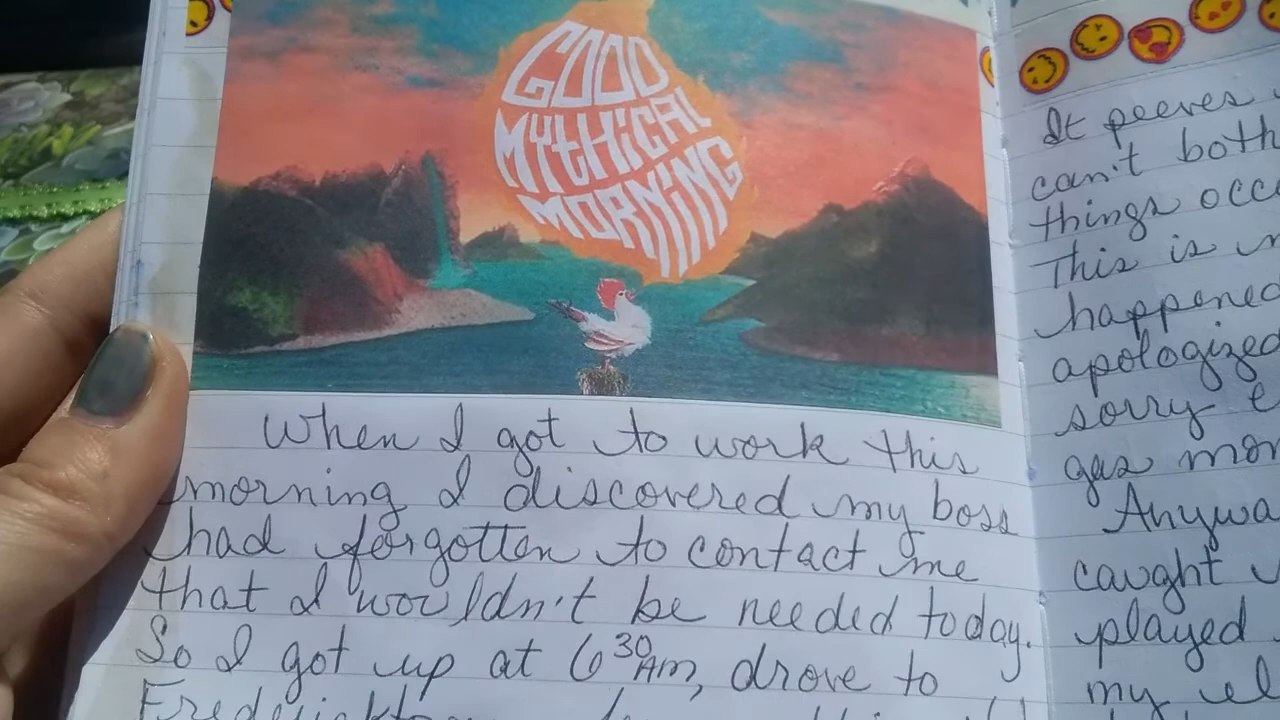 GOOD
MYTHICAL
MORNING
When I got to work this
morning I discovered my boss
had forgotten to contact me
that I wouldn't be needed today.
So I got up at 6 30 AM, drove to
It peeves
can't both
things occ
This is
happened
apologized
sorry
gas mor
Anywa
caught
played
my